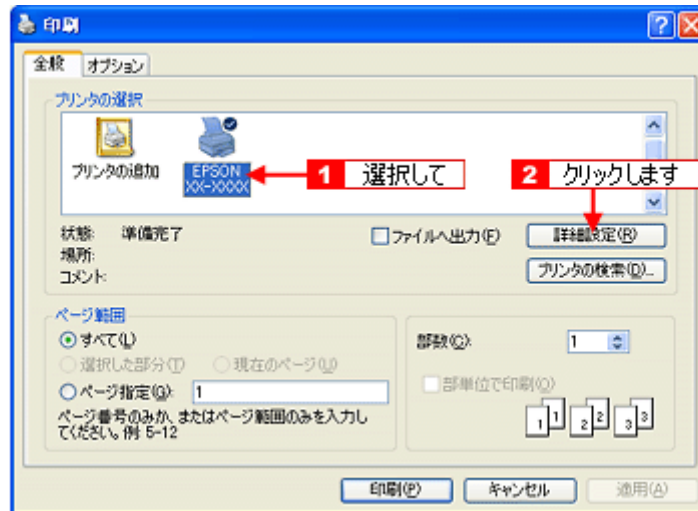 印刷
全般 オプション
プリンタの選択
プリンタの追加
EPSON
XX-XXXX
1 選択して
2 クリックします
状態: 準備完了
場所:
コメント:
ファイルへ出力(F)
詳細設定(R)
プリンタの検索(D)...
ページ範囲
すべて(L)
選択した部分(T) 現在のページ(U)
ページ指定(G): 1
ページ番号のみか、またはページ範囲のみを入力し
てください。例 5-12
部数(C): 1
部単位で印刷(O)
1 1 2 2 3 3
印刷(P) キャンセル 適用(A)